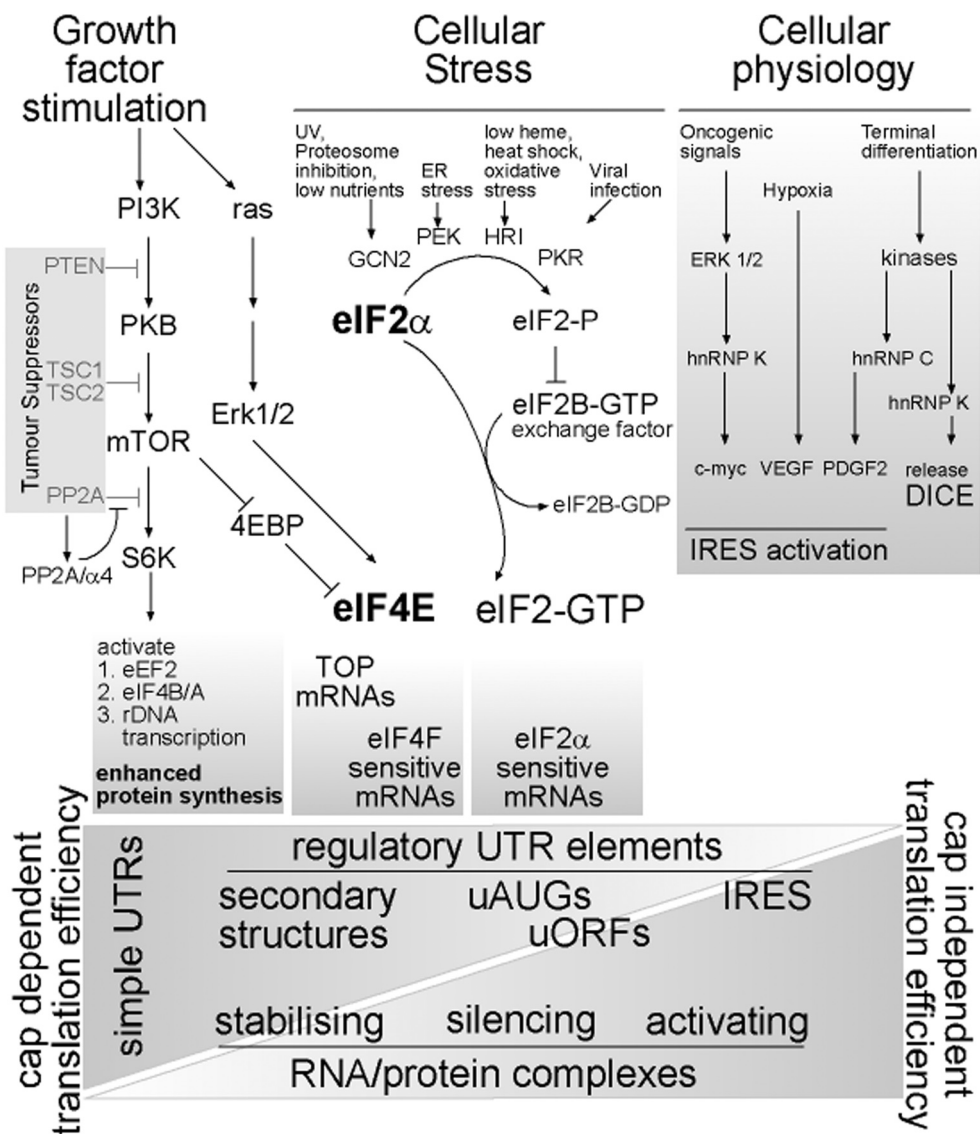 Growth
factor
stimulation
PI3K
ras
PTEN
PKB
TSC1
TSC2
Tumour Suppressors
mTOR
Erk1/2
PP2A
4EBP
S6K
PP2A/α4
eIF4E
activate
1. eEF2
2. eIF4B/A
3. rDNA
transcription
enhanced
protein synthesis
TOP
mRNAs
eIF4F
sensitive
mRNAs
Cellular
Stress
UV,
Proteosome
inhibition,
low nutrients
ER
stress
low heme,
heat shock,
oxidative
stress
Viral
infection
GCN2
PEK
HRI
PKR
eIF2α
eIF2-P
eIF2B-GTP
exchange factor
eIF2B-GDP
eIF2-GTP
eIF2α
sensitive
mRNAs
Cellular
physiology
Oncogenic
signals
Hypoxia
Terminal
differentiation
ERK 1/2
kinases
hnRNP K
hnRNP C
hnRNP K
c-myc
VEGF
PDGF2
release
DICE
IRES activation
cap dependent
translation efficiency
simple UTRs
regulatory UTR elements
secondary
structures
uAUGs
uORFs
IRES
stabilising
silencing
activating
RNA/protein complexes
cap independent
translation efficiency